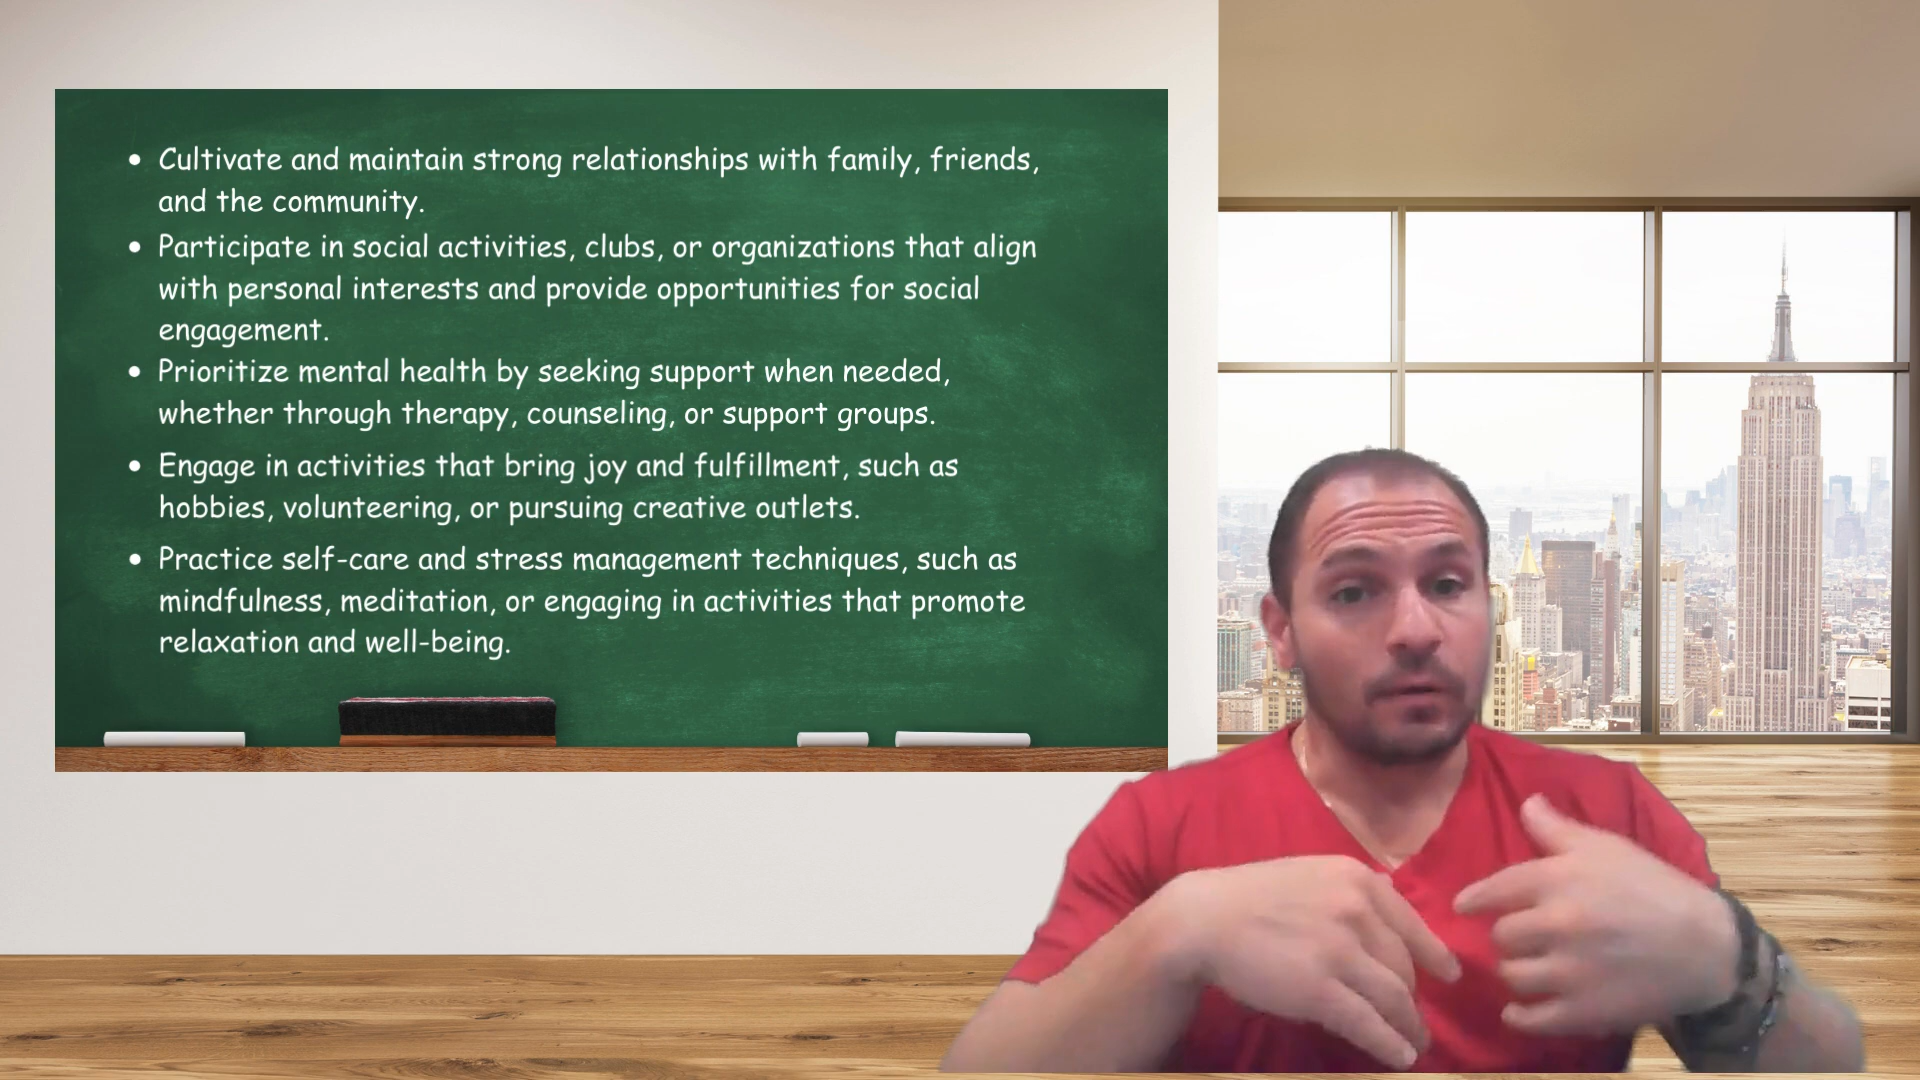 • Cultivate and maintain strong relationships with family, friends,
and the community.
• Participate in social activities, clubs, or organizations that align
with personal interests and provide opportunities for social
engagement.
• Prioritize mental health by seeking support when needed,
whether through therapy, counseling, or support groups.
• Engage in activities that bring joy and fulfillment, such as
hobbies, volunteering, or pursuing creative outlets.
• Practice self-care and stress management techniques, such as
mindfulness, meditation, or engaging in activities that promote
relaxation and well-being.